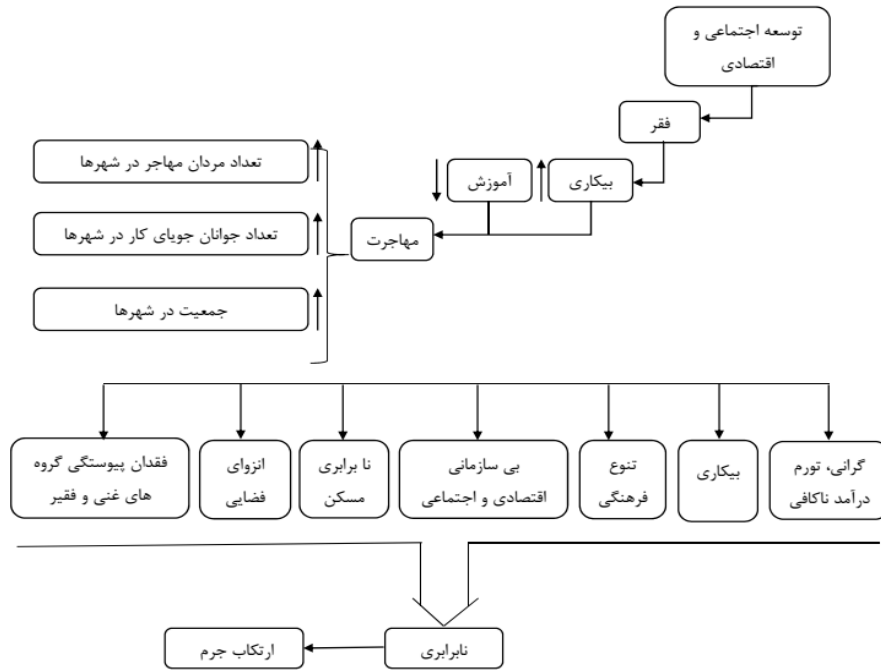 توسعه اجتماعی و
اقتصادی
فقر
بیکاری
آموزش
مهاجرت
تعداد مردان مهاجر در شهرها
تعداد جوانان جویای کار در شهرها
جمعیت در شهرها
گرانی، تورم
درآمد ناکافی
بیکاری
تنوع
فرهنگی
بی سازمانی
اقتصادی و اجتماعی
نا برابری
مسکن
انزوای
فضایی
فقدان پیوستگی گروه
های غنی و فقیر
نابرابری
ارتکاب جرم